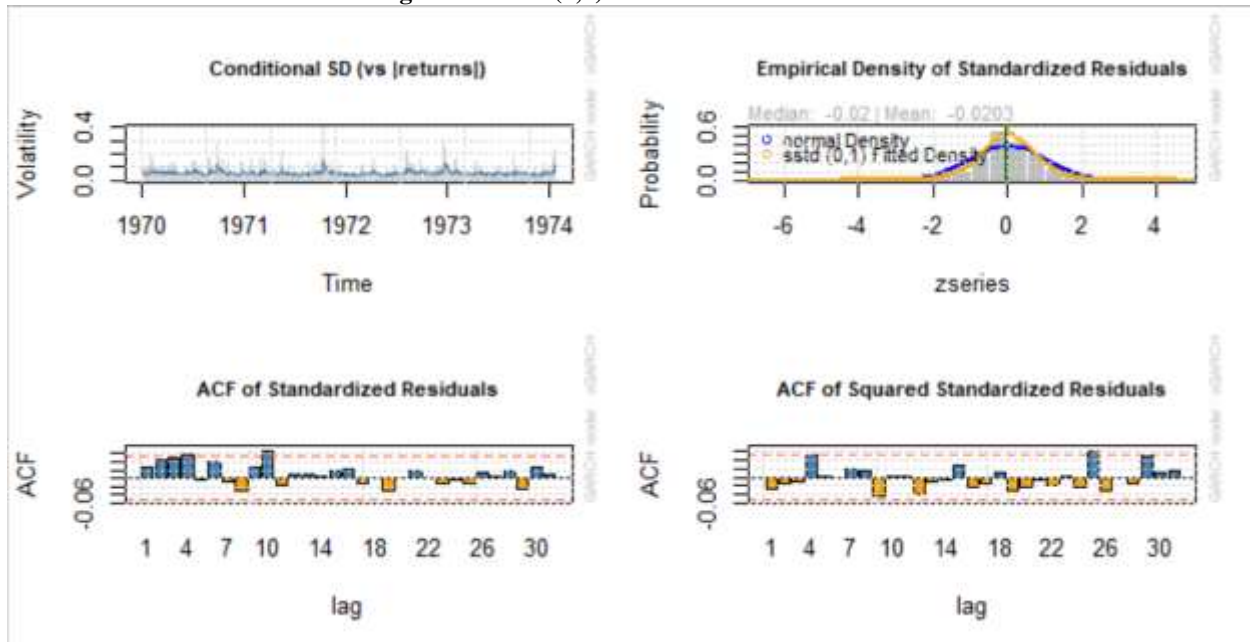 Conditional SD (vs |returns|)
Volatility
0.4
0.0
1970 1971 1972 1973 1974
Time
Empirical Density of Standardized Residuals
Median: -0.02 | Mean: -0.0203
normal Density
sstd (0,1) Fitted Density
Probability
0.6
0.0
-6 -4 -2 0 2 4
zseries
ACF of Standardized Residuals
ACF
-0.06
1 4 7 10 14 18 22 26 30
lag
ACF of Squared Standardized Residuals
ACF
-0.06
1 4 7 10 14 18 22 26 30
lag